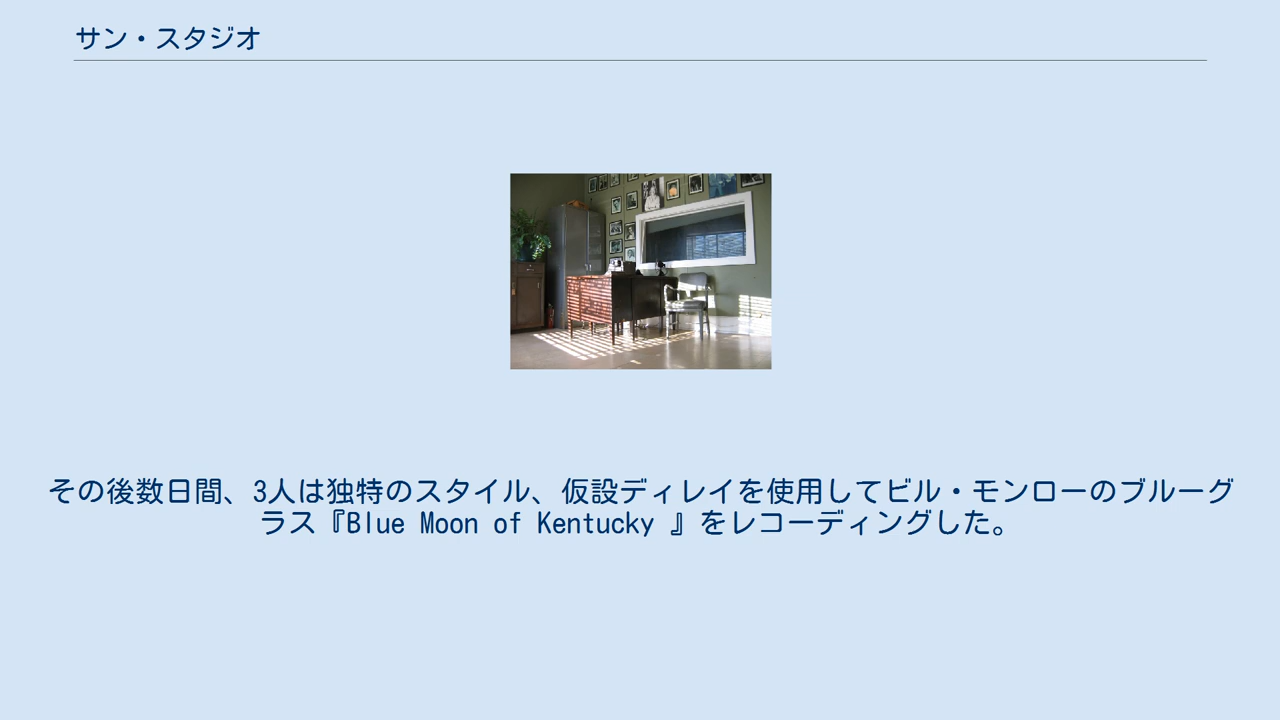 サン・スタジオ
その後数日間、3人は独特のスタイル、仮設ディレイを使用してビル・モンローのブルーグ
ラス『Blue Moon of Kentucky 』をレコーディングした。